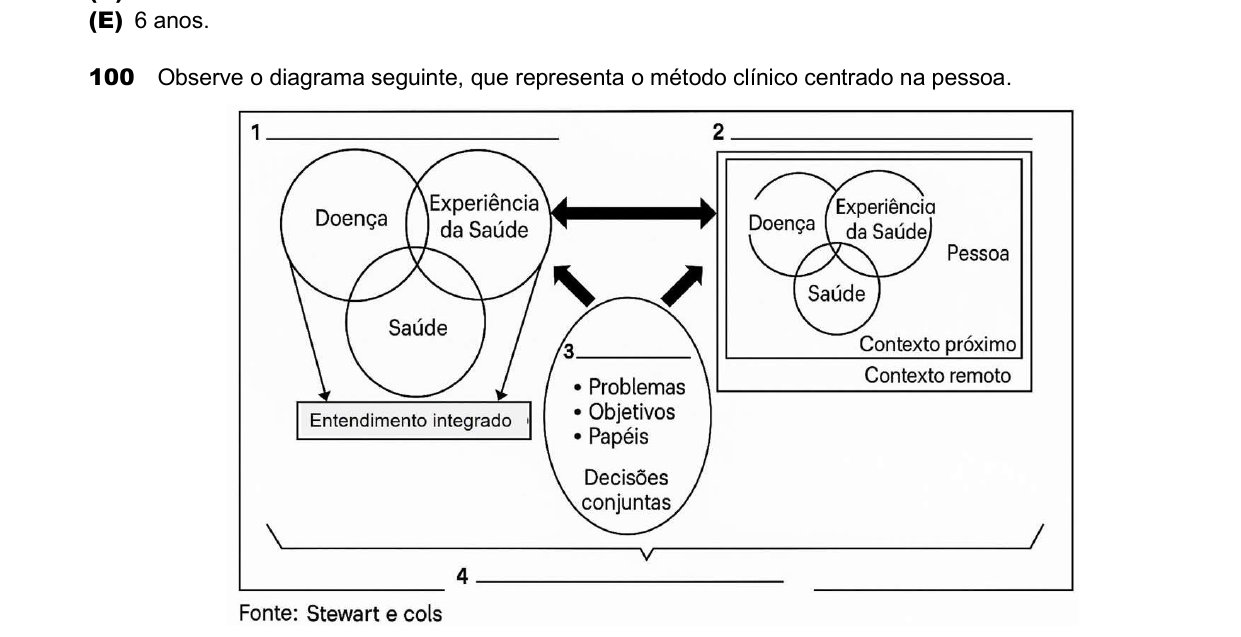 (E) 6 anos.
100 Observe o diagrama seguinte, que representa o método clínico centrado na pessoa.
1
2
Doença
Experiência
da Saúde
Saúde
Entendimento integrado
Doença
Experiência
da Saúde
Pessoa
Saúde
Contexto próximo
Contexto remoto
3
• Problemas
• Objetivos
• Papéis
Decisões
conjuntas
4
Fonte: Stewart e cols